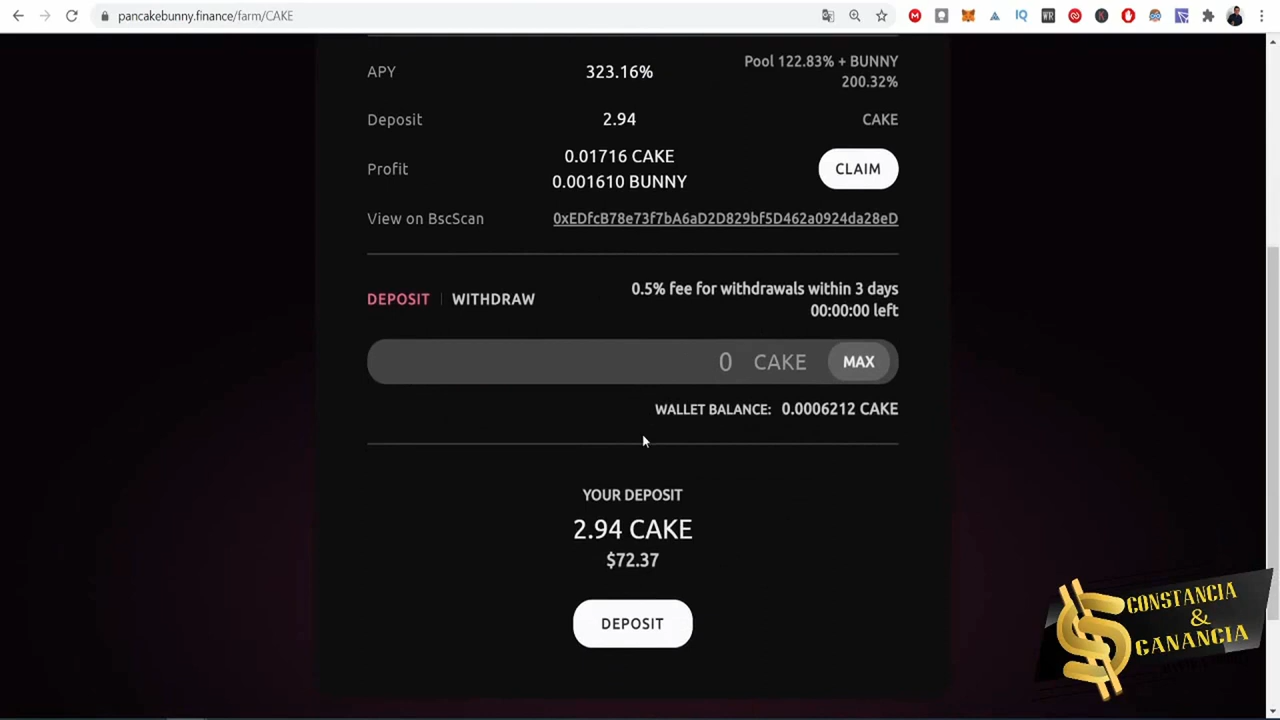 pancakebunny.finance/farm/CAKE
APY 323.16% Pool 122.83% + BUNNY
200.32%
Deposit 2.94 CAKE
Profit 0.01716 CAKE
0.001610 BUNNY
CLAIM
View on BscScan 0xEDfcB78e73f7bA6aD2D829bf5D462a0924da28eD
DEPOSIT | WITHDRAW 0.5% fee for withdrawals within 3 days
00:00:00 left
0 CAKE MAX
WALLET BALANCE: 0.0006212 CAKE
YOUR DEPOSIT
2.94 CAKE
$72.37
DEPOSIT
CONSTANCIA
&
GANANCIA